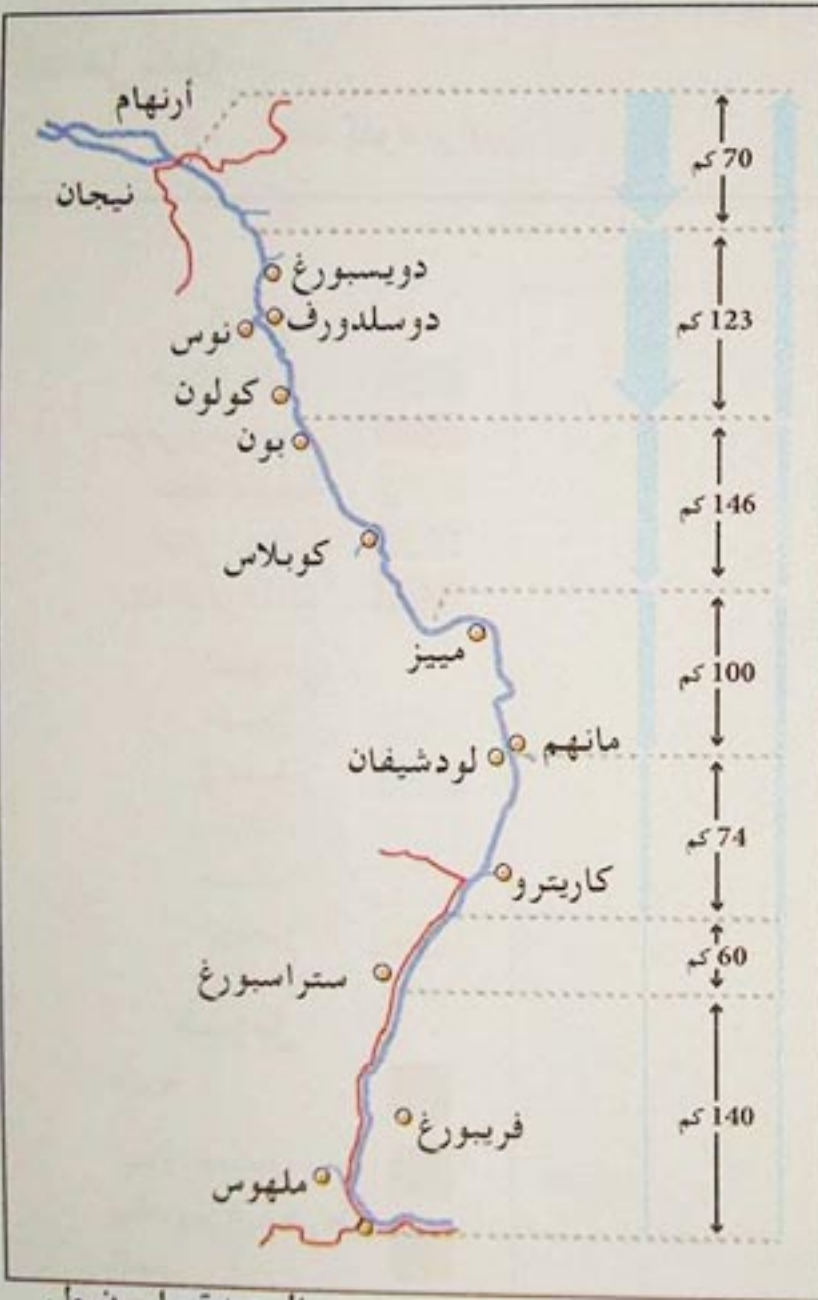 أرنهام
70 كم
نيجان
دويسبورغ
دوسلدورف
123 كم
نوس
كولون
بون
146 كم
كوبلاس
مييز
100 كم
مانهم
لودشيفان
74 كم
كاريترو
60 كم
ستراسبورغ
140 كم
فريبورغ
ملهوس